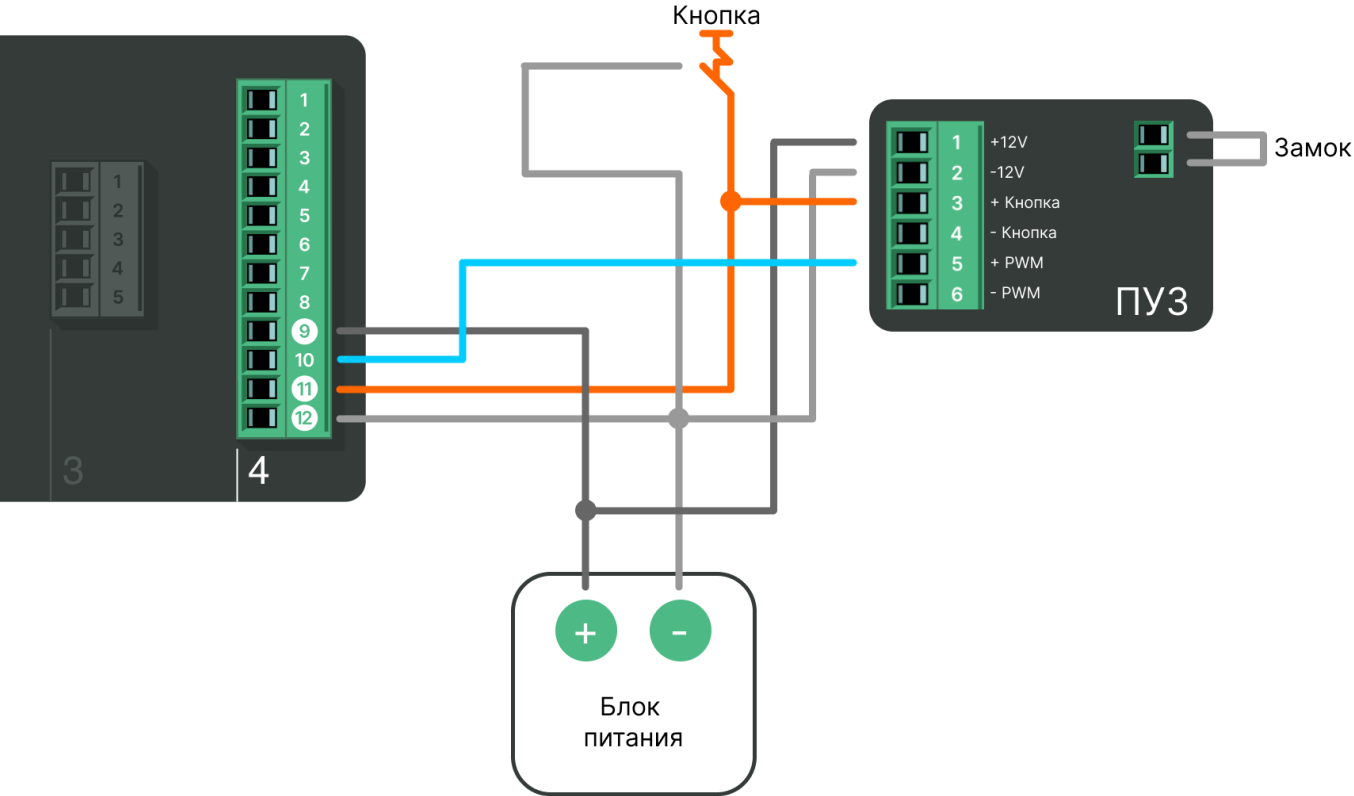 Кнопка
1
2
3
4
5
6
7
8
9
10
11
12
4
1
2
3
4
5
3
1 +12V
2 -12V
3 + Кнопка
4 - Кнопка
5 + PWM
6 - PWM
ПУЗ
Замок
+ -
Блок
питания